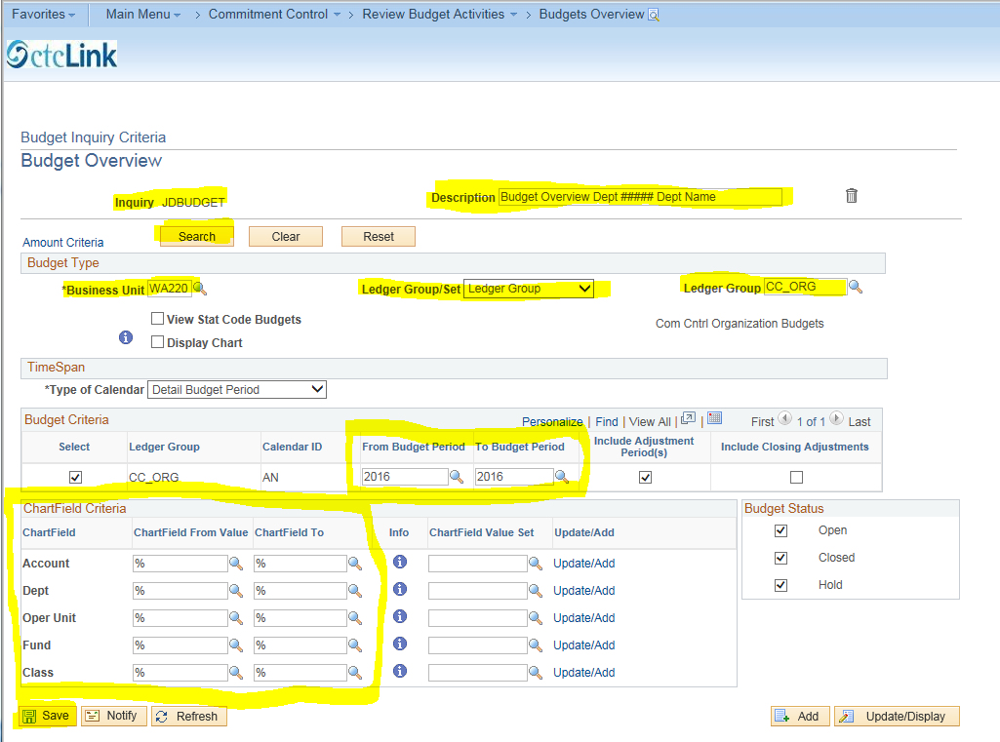 Favorites Main Menu > Commitment Control > Review Budget Activities > Budgets Overview
ctcLink
Budget Inquiry Criteria
Budget Overview
Inquiry JDBUDGET Description Budget Overview Dept ##### Dept Name
Amount Criteria Search Clear Reset
Budget Type
*Business Unit WA220 Ledger Group/Set Ledger Group Ledger Group CC_ORG
View Stat Code Budgets Com Cntrl Organization Budgets
Display Chart
TimeSpan
*Type of Calendar Detail Budget Period
Budget Criteria Personalize | Find | View All | | First 1 of 1 Last
Select Ledger Group Calendar ID From Budget Period To Budget Period Include Adjustment Period(s) Include Closing Adjustments
CC_ORG AN 2016 2016
ChartField Criteria
ChartField ChartField From Value ChartField To Info ChartField Value Set Update/Add
Account % % Update/Add
Dept % % Update/Add
Oper Unit % % Update/Add
Fund % % Update/Add
Class % % Update/Add
Budget Status
Open
Closed
Hold
Save Notify Refresh Add Update/Display